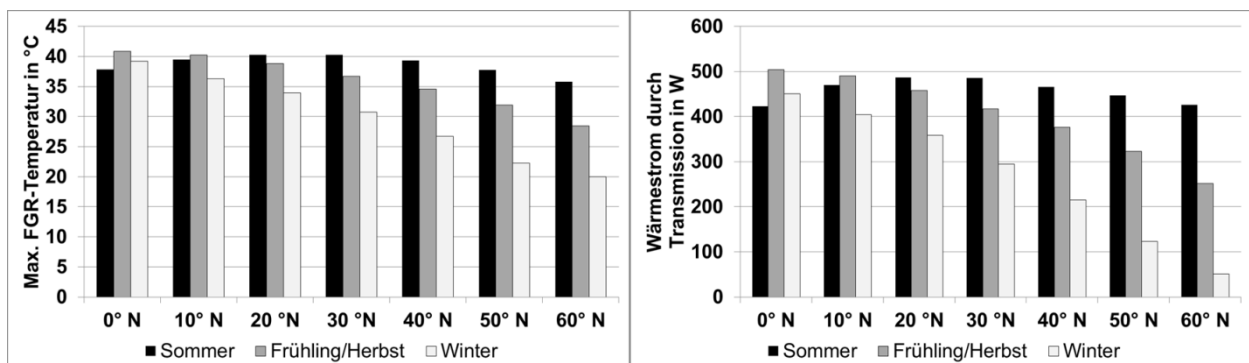 Max. FGR-Temperatur in °C
45
40
35
30
25
20
15
10
5
0
0° N 10° N 20 °N 30 °N 40° N 50° N 60° N
Sommer Frühling/Herbst Winter
Wärmestrom durch
Transmission in W
600
500
400
300
200
100
0
0° N 10° N 20 °N 30 °N 40° N 50° N 60° N
Sommer Frühling/Herbst Winter